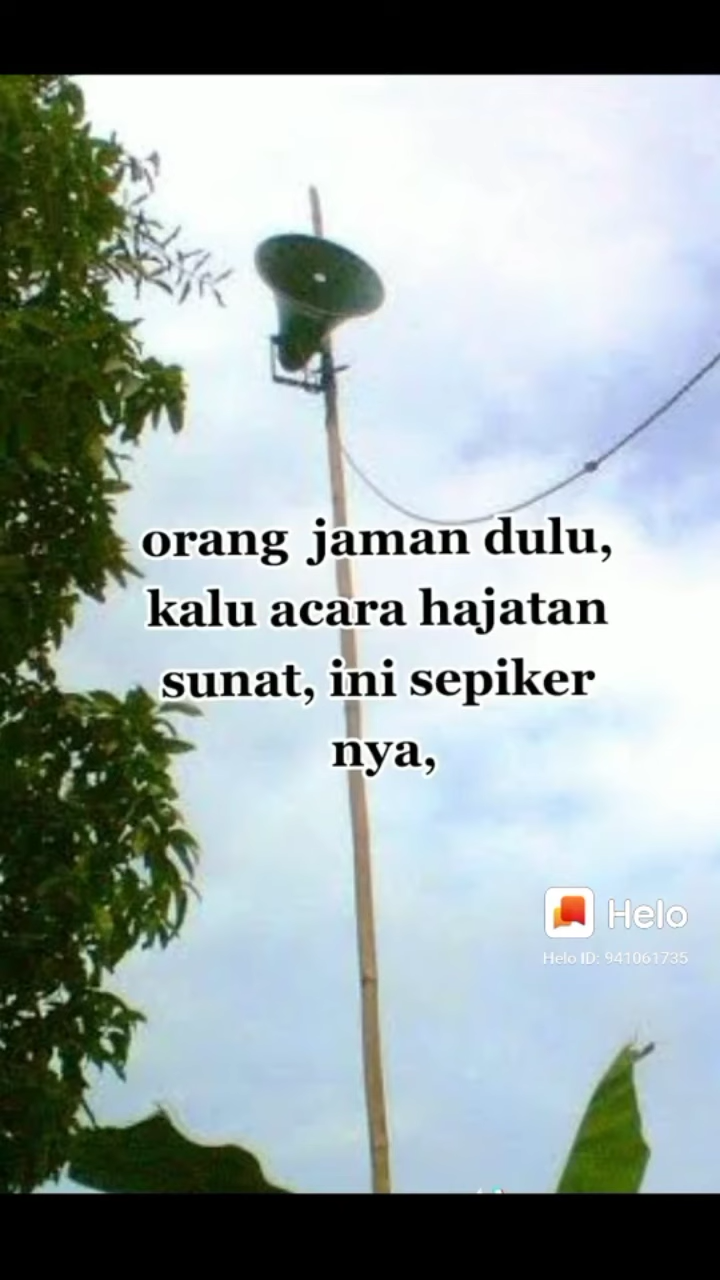 orang jaman dulu,
kalu acara hajatan
sunat, ini sepiker
nya,
Helo
Helo ID: 941061735